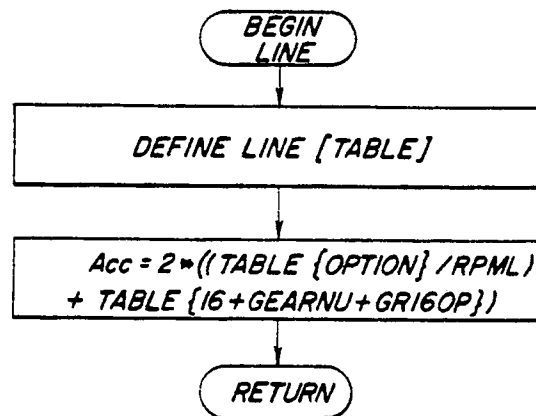 BEGIN
LINE
DEFINE LINE [TABLE]
Acc = 2*((TABLE {OPTION} /RPML)
+ TABLE {16+GEARNU+GR16OP})
RETURN